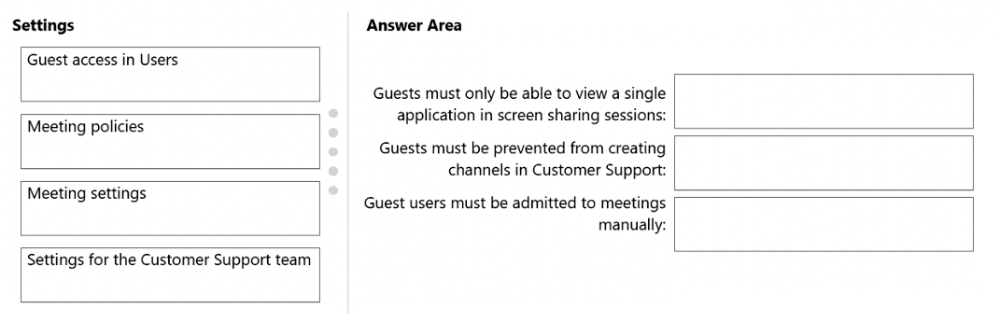 Settings
Guest access in Users
Meeting policies
Meeting settings
Settings for the Customer Support team
Answer Area
Guests must only be able to view a single
application in screen sharing sessions:
Guests must be prevented from creating
channels in Customer Support:
Guest users must be admitted to meetings
manually: